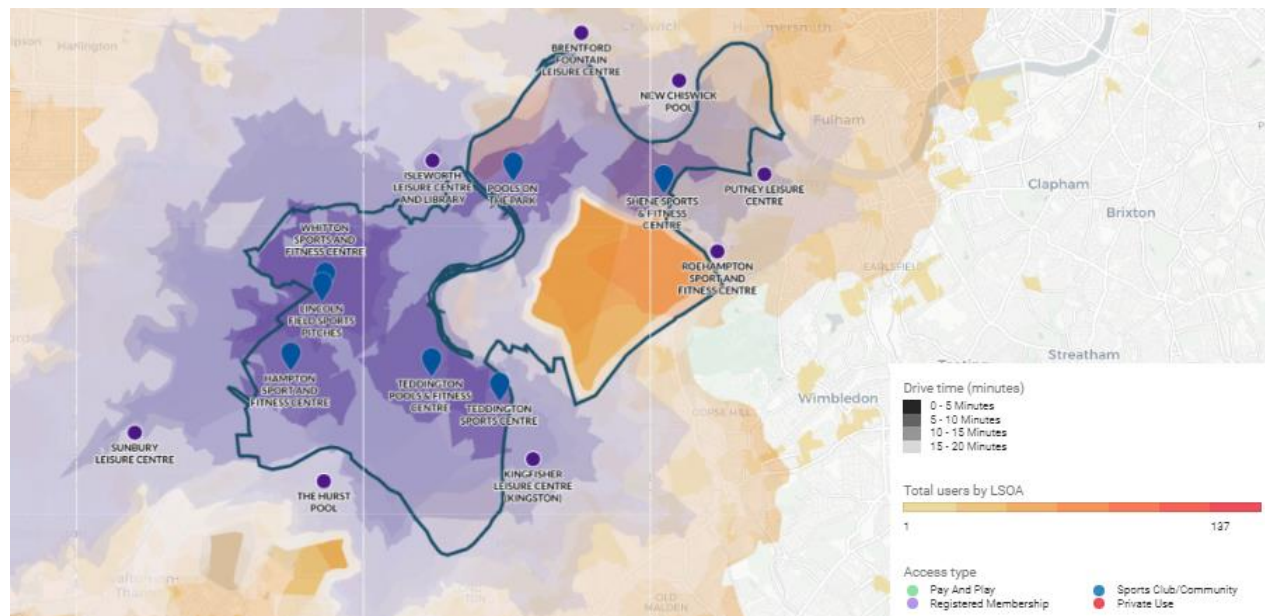 Harlington
Hammersmith
BRENTFORD
FOUNTAIN
LEISURE CENTRE
NEW CHISWICK
POOL
Fulham
ISLEWORTH
LEISURE CENTRE
AND LIBRARY
POOLS ON
THE PARK
SHENE SPORTS
& FITNESS
CENTRE
PUTNEY LEISURE
CENTRE
Clapham
Brixton
WHITTON
SPORTS AND
FITNESS CENTRE
LINCOLN
FIELD SPORTS
PITCHES
ROEHAMPTON
SPORT AND
FITNESS CENTRE
EARLSFIELD
Streatham
HAMPTON
SPORT AND
FITNESS CENTRE
TEDDINGTON
POOLS & FITNESS
CENTRE
TEDDINGTON
SPORTS CENTRE
Wimbledon
SUNBURY
LEISURE CENTRE
THE HURST
POOL
KINGFISHER
LEISURE CENTRE
(KINGSTON)
OLD
MALDEN
Drive time (minutes)
0 - 5 Minutes
5 - 10 Minutes
10 - 15 Minutes
15 - 20 Minutes
Total users by LSOA
1 137
Access type
Pay And Play
Registered Membership
Sports Club/Community
Private Use